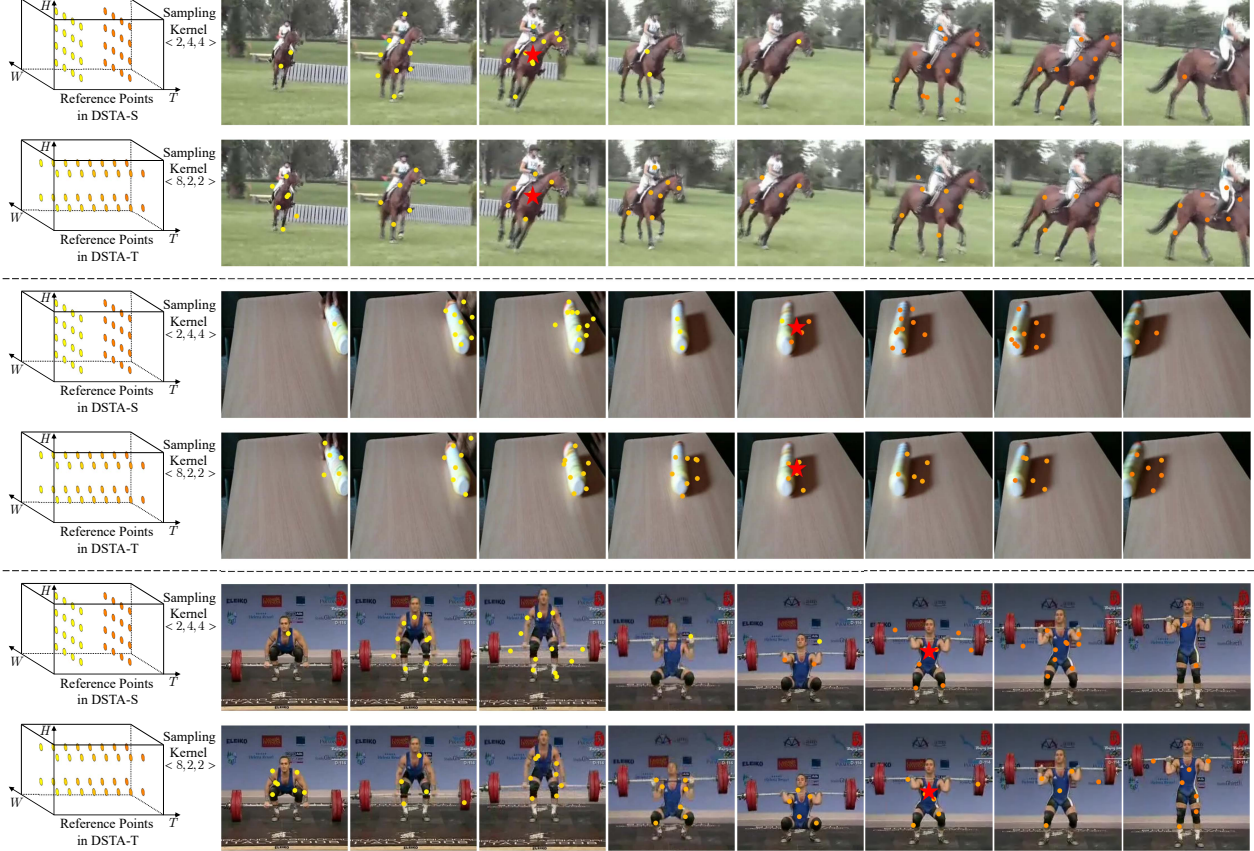 H
Sampling
Kernel
< 2, 4, 4 >
W
Reference Points
T
in DSTA-S
H
Sampling
Kernel
< 8, 2, 2 >
W
Reference Points
T
in DSTA-T
H
Sampling
Kernel
< 2, 4, 4 >
W
Reference Points
T
in DSTA-S
H
Sampling
Kernel
< 8, 2, 2 >
W
Reference Points
T
in DSTA-T
H
Sampling
Kernel
< 2, 4, 4 >
ELEIKO
W
Reference Points
T
in DSTA-S
H
Sampling
Kernel
< 8, 2, 2 >
ELEIKO
W
Reference Points
T
in DSTA-T